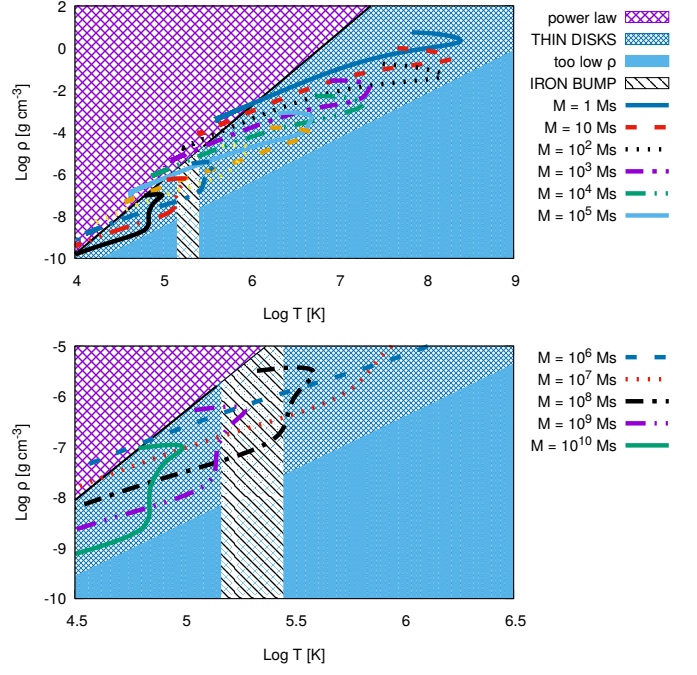 Log ρ [g cm⁻³]
2
0
-2
-4
-6
-8
-10
4
5
6
7
8
9
Log T [K]
power law
THIN DISKS
too low ρ
IRON BUMP
M = 1 Ms
M = 10 Ms
M = 10² Ms
M = 10³ Ms
M = 10⁴ Ms
M = 10⁵ Ms
Log ρ [g cm⁻³]
-5
-6
-7
-8
-9
-10
4.5
5
5.5
6
6.5
Log T [K]
M = 10⁶ Ms
M = 10⁷ Ms
M = 10⁸ Ms
M = 10⁹ Ms
M = 10¹⁰ Ms